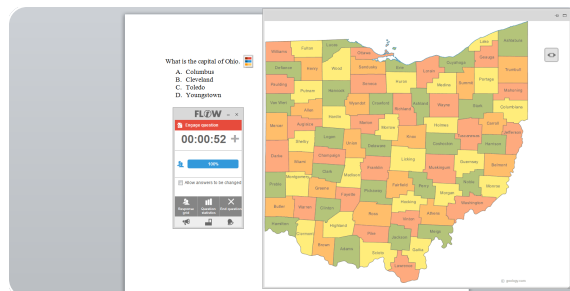 What is the capital of Ohio.
A. Columbus
B. Cleveland
C. Toledo
D. Youngstown
FLOW
Engage question
00:00:52
100%
Allow answers to be changed
Response grid
Question statistics
Stop question
Williams
Fulton
Lucas
Ottawa
Lake
Ashtabula
Geauga
Cuyahoga
Trumbull
Defiance
Henry
Wood
Sandusky
Erie
Lorain
Medina
Summit
Portage
Mahoning
Paulding
Putnam
Hancock
Seneca
Huron
Ashland
Wayne
Stark
Columbiana
Van Wert
Allen
Hardin
Wyandot
Crawford
Richland
Holmes
Carroll
Jefferson
Mercer
Auglaize
Logan
Marion
Morrow
Knox
Coshocton
Tuscarawas
Harrison
Shelby
Union
Delaware
Darke
Miami
Champaign
Licking
Muskingum
Guernsey
Belmont
Clark
Madison
Franklin
Preble
Montgomery
Greene
Fayette
Pickaway
Fairfield
Perry
Morgan
Noble
Monroe
Butler
Warren
Clinton
Ross
Hocking
Athens
Washington
Hamilton
Clermont
Highland
Pike
Vinton
Meigs
Brown
Adams
Scioto
Jackson
Gallia
Lawrence